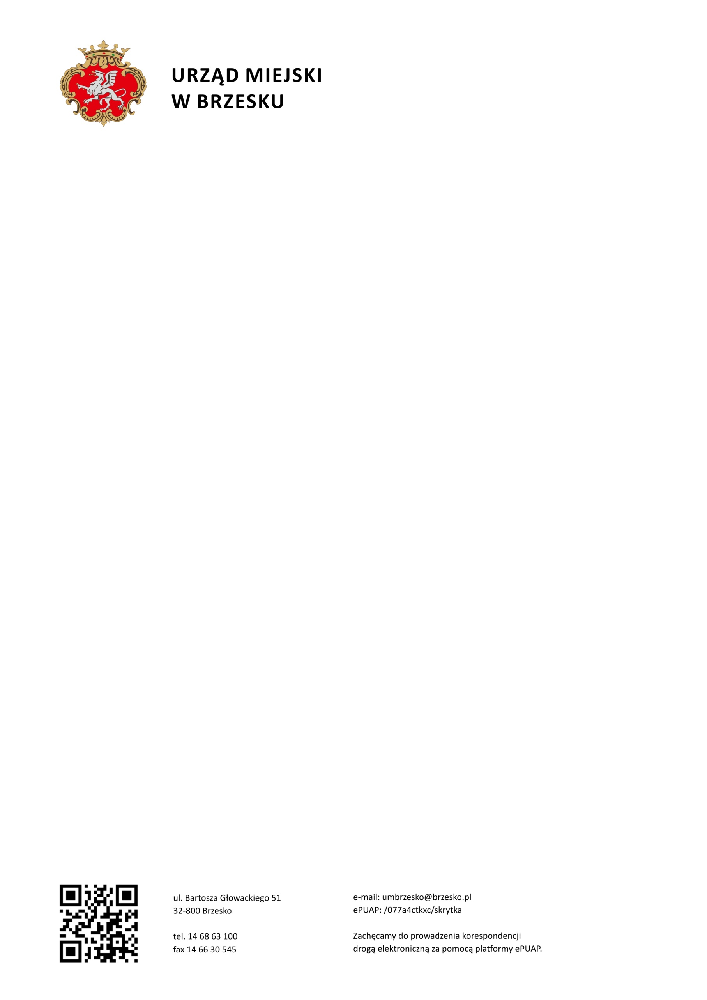 URZĄD MIEJSKI
W BRZESKU
ul. Bartosza Głowackiego 51
32-800 Brzesko
tel. 14 68 63 100
fax 14 66 30 545
e-mail: umbrzesko@brzesko.pl
ePUAP: /077a4ctkxc/skrytka
Zachęcamy do prowadzenia korespondencji
drogą elektroniczną za pomocą platformy ePUAP.